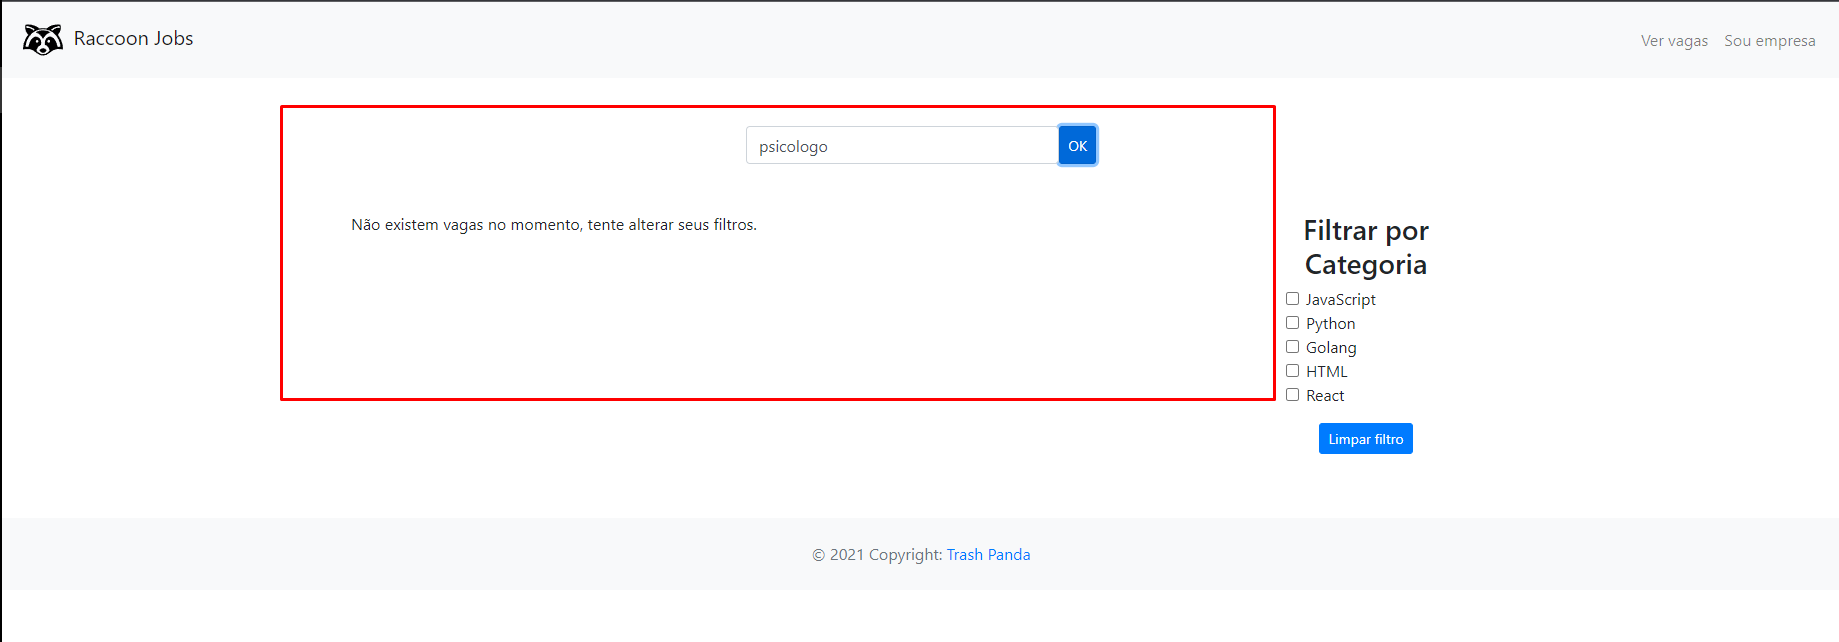 Raccoon Jobs
Ver vagas
Sou empresa
psicologo
OK
Não existem vagas no momento, tente alterar seus filtros.
Filtrar por
Categoria
JavaScript
Python
Golang
HTML
React
Limpar filtro
© 2021 Copyright: Trash Panda